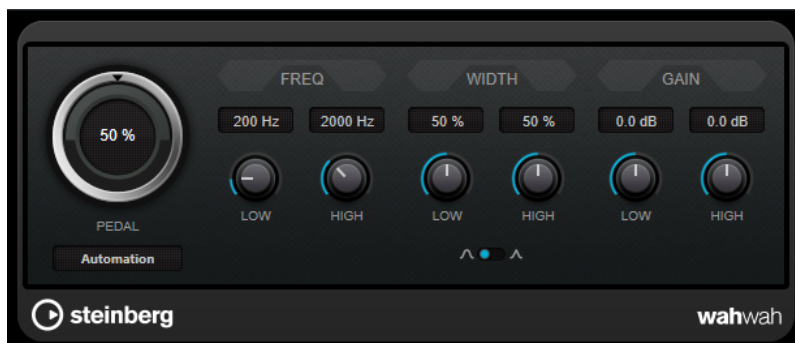 FREQ WIDTH GAIN
50 % 200 Hz 2000 Hz 50 % 50 % 0.0 dB 0.0 dB
LOW HIGH LOW HIGH LOW HIGH
PEDAL
Automation
steinberg wahwah